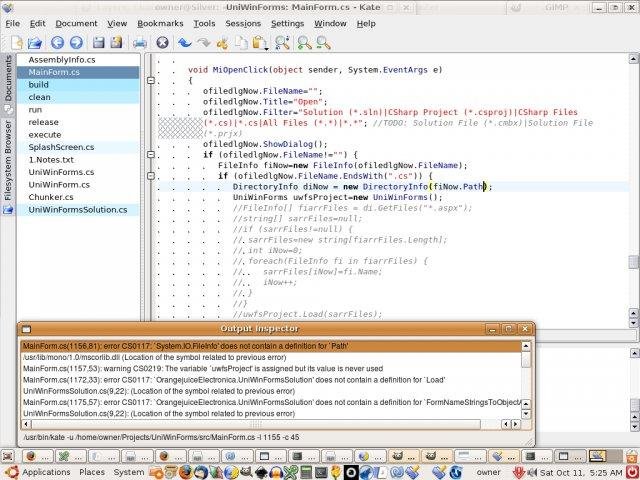 owner@Silver: UniWinForms: MainForm.cs - Kate
GIMP
File Edit View Document Bookmarks Tools Sessions Settings Window Help
Documents
Filesystem Browser
AssemblyInfo.cs
MainForm.cs
build
clean
run
release
execute
SplashScreen.cs
1.Notes.txt
UniWinForms.cs
UniWinForm.cs
Chunker.cs
UniWinFormsSolution.cs
void MiOpenClick(object sender, System.EventArgs e)
{
ofiledlgNow.FileName="";
ofiledlgNow.Title="Open";
ofiledlgNow.Filter="Solution (*.sln)|CSharp Project (*.csproj)|CSharp Files
(*.cs)|*.cs|All Files (*.*)|*.*"; //TODO: Solution File (*.cmbx)|Solution File
(*.prjx)
ofiledlgNow.ShowDialog();
if (ofiledlgNow.FileName!="") {
FileInfo fiNow=new FileInfo(ofiledlgNow.FileName);
if (ofiledlgNow.FileName.EndsWith(".cs")) {
DirectoryInfo diNow = new DirectoryInfo(fiNow.Path);
UniWinForms uwfsProject=new UniWinForms();
//FileInfo[] fiarrFiles = di.GetFiles("*.aspx");
//string[] sarrFiles=null;
//if (sarrFiles!=null) {
// sarrFiles=new string[fiarrFiles.Length];
// int iNow=0;
// foreach(FileInfo fi in fiarrFiles) {
// sarrFiles[iNow]=fi.Name;
// iNow++;
// }
//}
//uwfsProject.Load(sarrFiles);
Output Inspector
MainForm.cs(1156,81): error CS0117: `System.IO.FileInfo' does not contain a definition for `Path'
/usr/lib/mono/1.0/mscorlib.dll (Location of the symbol related to previous error)
MainForm.cs(1157,53): warning CS0219: The variable `uwfsProject' is assigned but its value is never used
MainForm.cs(1172,33): error CS0117: `OrangejuiceElectronica.UniWinFormsSolution' does not contain a definition for `Load'
UniWinFormsSolution.cs(9,22): (Location of the symbol related to previous error)
MainForm.cs(1175,57): error CS0117: `OrangejuiceElectronica.UniWinFormsSolution' does not contain a definition for `FormNameStringsToObjectA
UniWinFormsSolution.cs(9,22): (Location of the symbol related to previous error)
/usr/bin/kate -u /home/owner/Projects/UniWinForms/src/MainForm.cs -l 1155 -c 45
Applications Places System owner Sat Oct 11, 5:25 AM